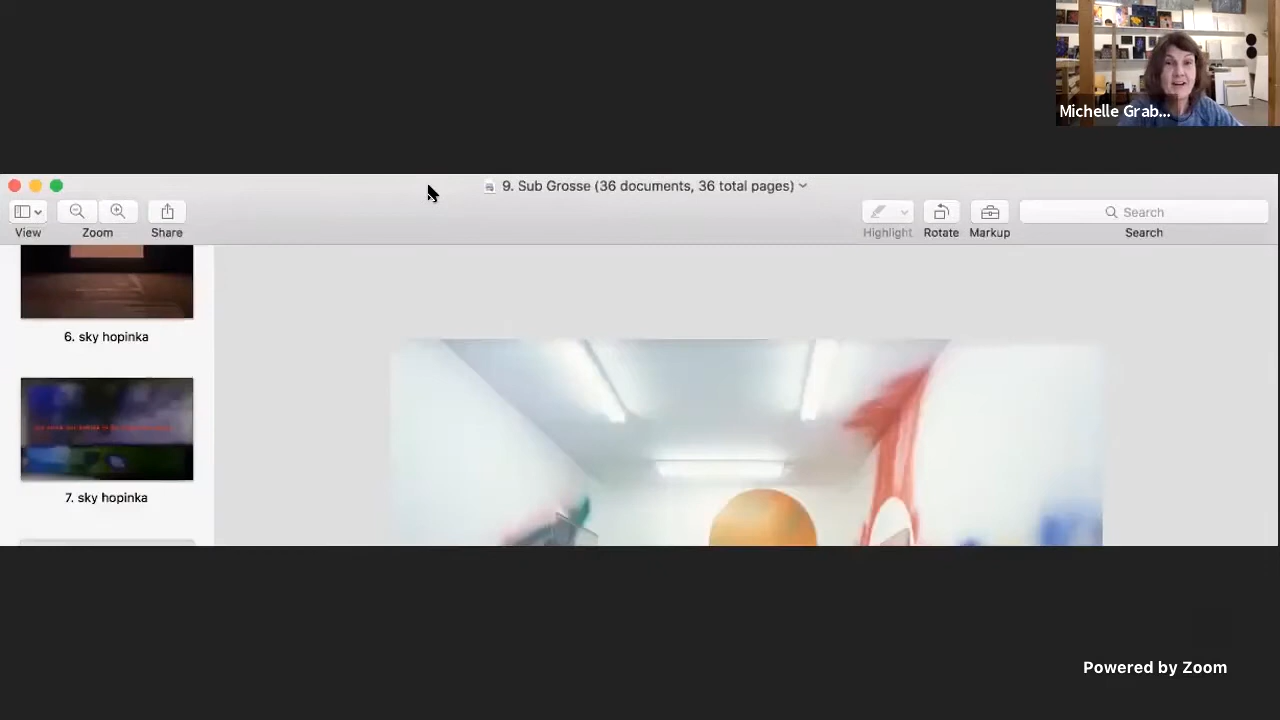 Michelle Grab...
9. Sub Grosse (36 documents, 36 total pages)
Search
View
Zoom
Share
Highlight
Rotate
Markup
Search
6. sky hopinka
7. sky hopinka
Powered by Zoom